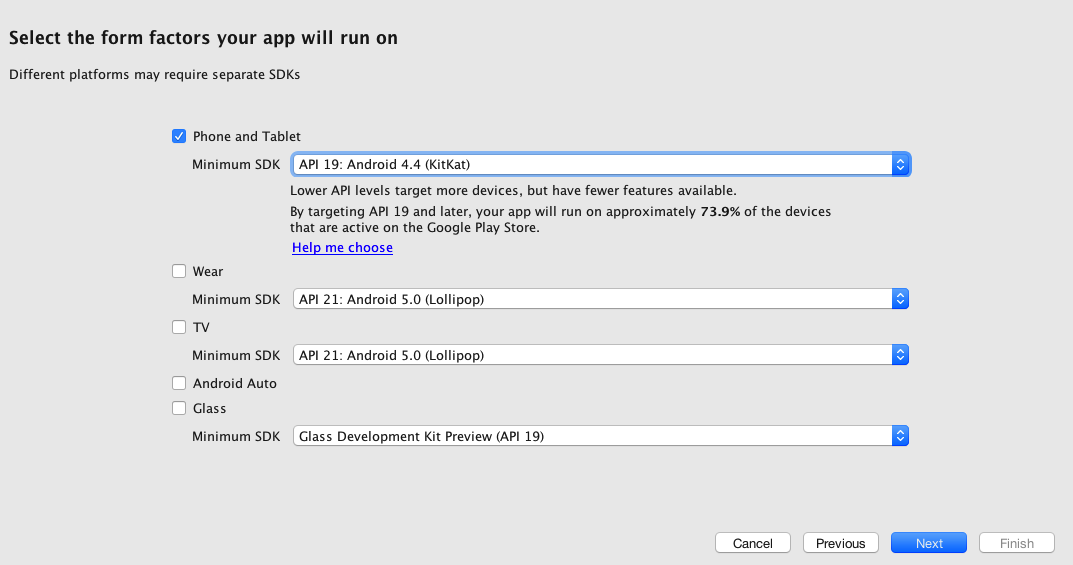 Select the form factors your app will run on
Different platforms may require separate SDKs
Phone and Tablet
Minimum SDK API 19: Android 4.4 (KitKat)
Lower API levels target more devices, but have fewer features available.
By targeting API 19 and later, your app will run on approximately 73.9% of the devices
that are active on the Google Play Store.
Help me choose
Wear
Minimum SDK API 21: Android 5.0 (Lollipop)
TV
Minimum SDK API 21: Android 5.0 (Lollipop)
Android Auto
Glass
Minimum SDK Glass Development Kit Preview (API 19)
Cancel Previous Next Finish